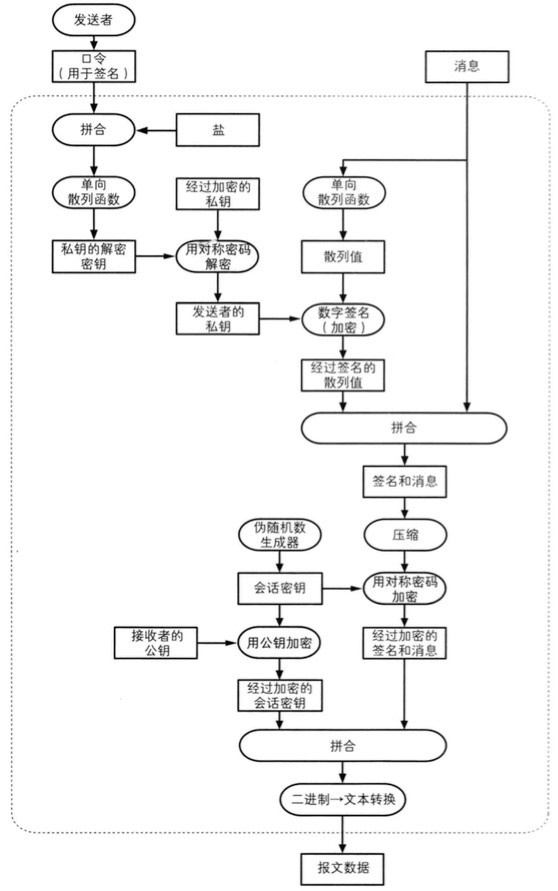 发送者
口令
（用于签名）
消息
拼合
盐
单向
散列函数
经过加密的
私钥
单向
散列函数
私钥的解密
密钥
用对称密码
解密
散列值
发送者的
私钥
数字签名
（加密）
经过签名的
散列值
拼合
签名和消息
伪随机数
生成器
压缩
会话密钥
用对称密码
加密
接收者的
公钥
用公钥加密
经过加密的
签名和消息
经过加密的
会话密钥
拼合
二进制→文本转换
报文数据